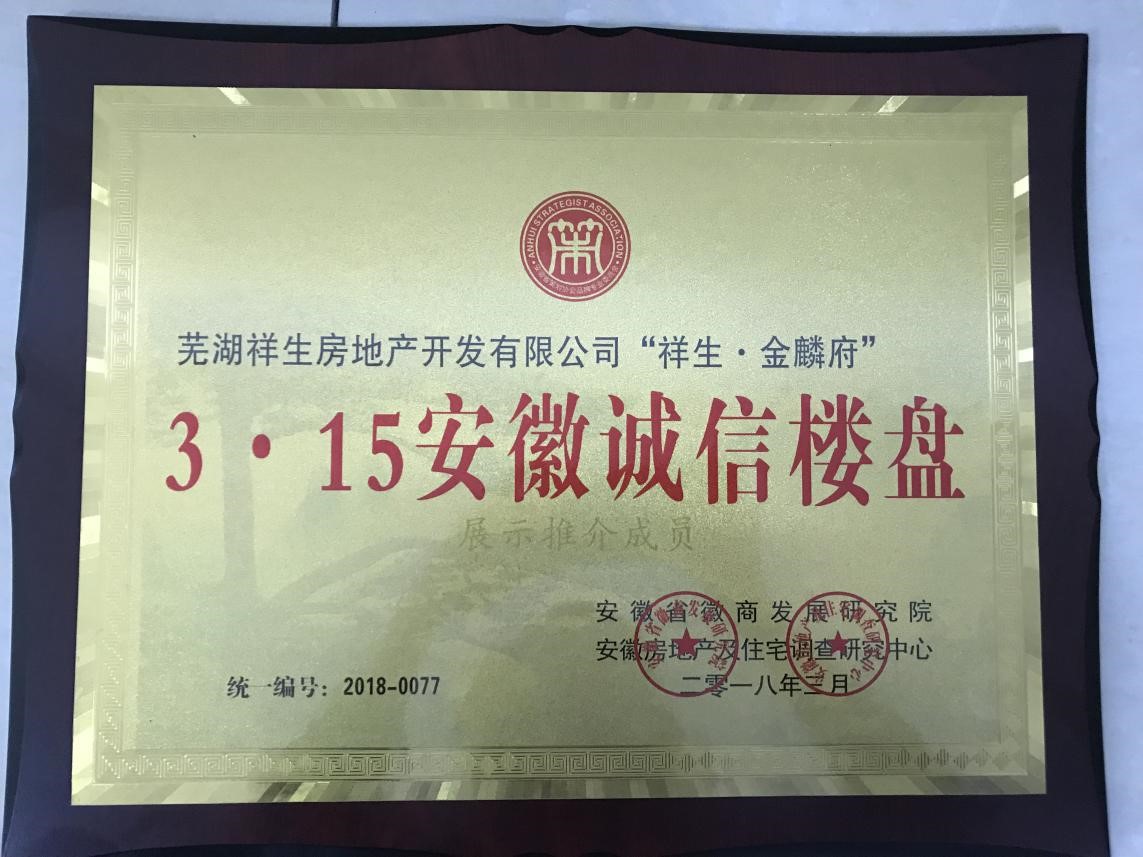 ANHUI STRATEGIST ASSOCIATION
芜湖祥生房地产开发有限公司“祥生·金麟府”
3·15安徽诚信楼盘
展示推介成员
安徽省徽商发展研究院
安徽房地产及住宅调查研究中心
二零一八年三月
统一编号：2018-0077